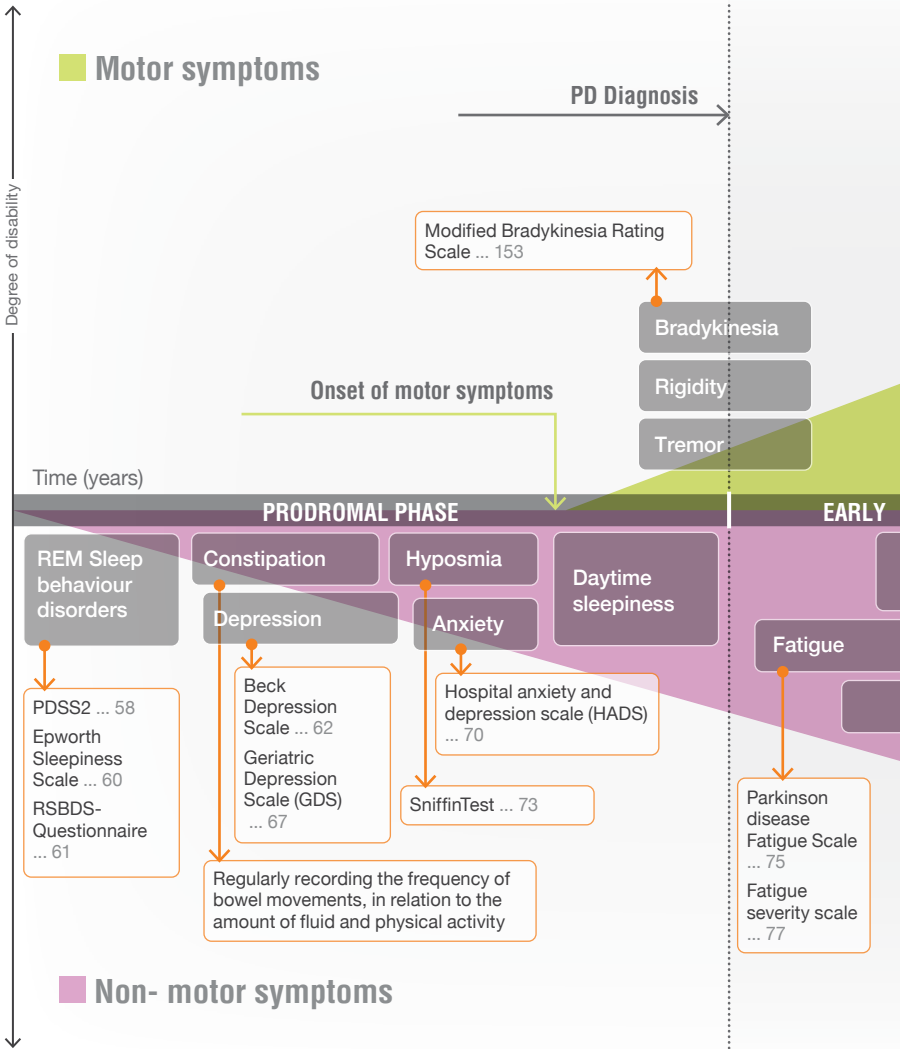 Motor symptoms
PD Diagnosis
Degree of disability
Modified Bradykinesia Rating
Scale ... 153
Bradykinesia
Rigidity
Tremor
Onset of motor symptoms
Time (years)
PRODROMAL PHASE
EARLY
REM Sleep
behaviour
disorders
Constipation
Depression
Hyposmia
Anxiety
Daytime
sleepiness
Fatigue
PDSS2 ... 58
Epworth
Sleepiness
Scale ... 60
RSBDS-
Questionnaire
... 61
Beck
Depression
Scale ... 62
Geriatric
Depression
Scale (GDS)
... 67
Hospital anxiety and
depression scale (HADS)
... 70
SniffinTest ... 73
Regularly recording the frequency of
bowel movements, in relation to the
amount of fluid and physical activity
Parkinson
disease
Fatigue Scale
... 75
Fatigue
severity scale
... 77
Non- motor symptoms